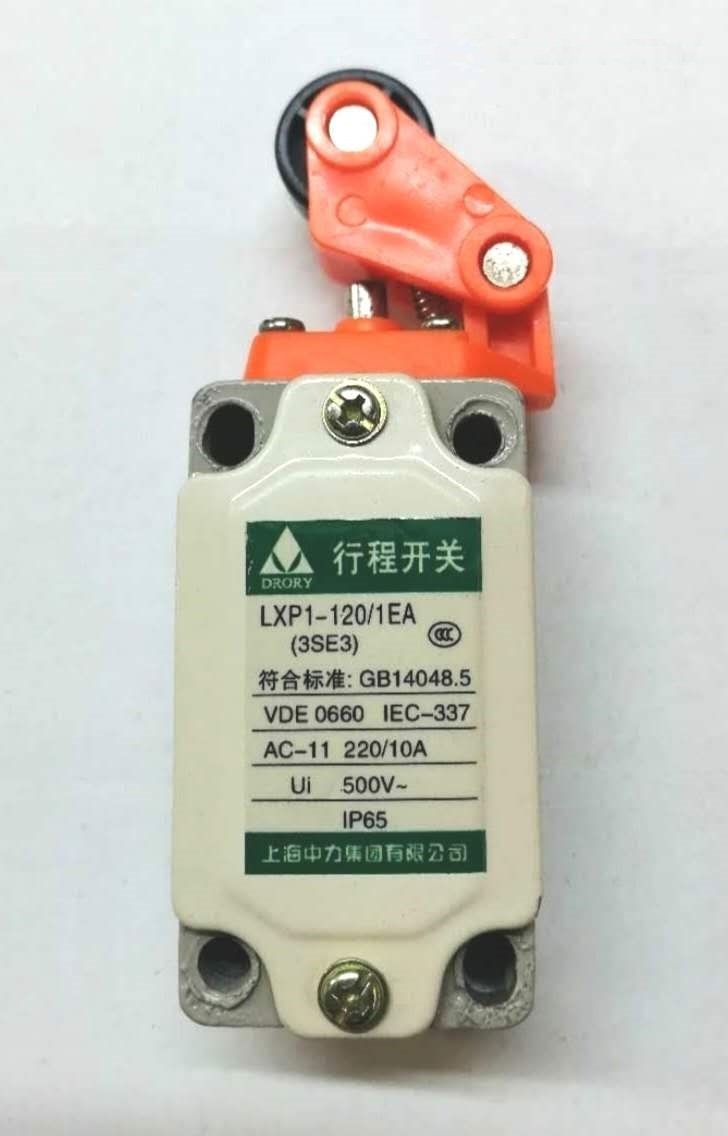 行程开关
DRORY
LXP1-120/1EA
(3SE3)
CCC
符合标准: GB14048.5
VDE 0660 IEC-337
AC-11 220/10A
Ui 500V~
IP65
上海中力集团有限公司